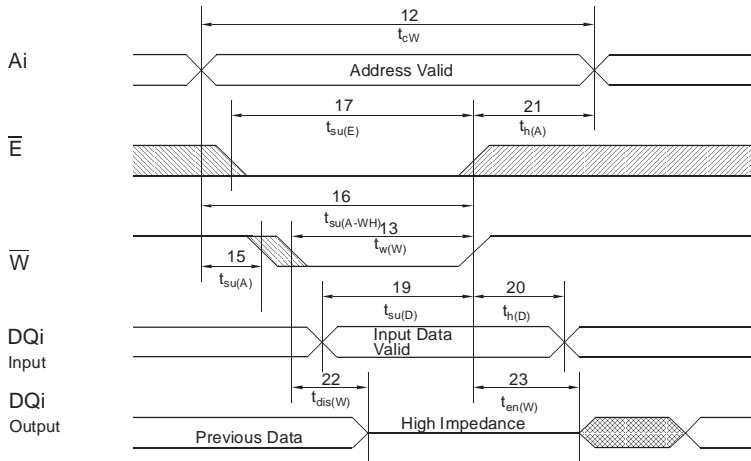 12
tcW
Ai
Address Valid
17
21
tsu(E)
th(A)
E
16
tsu(A-WH)
13
tw(W)
W
15
tsu(A)
19
20
tsu(D)
th(D)
DQi
Input
Input Data
Valid
22
23
tdis(W)
ten(W)
DQi
Output
High Impedance
Previous Data